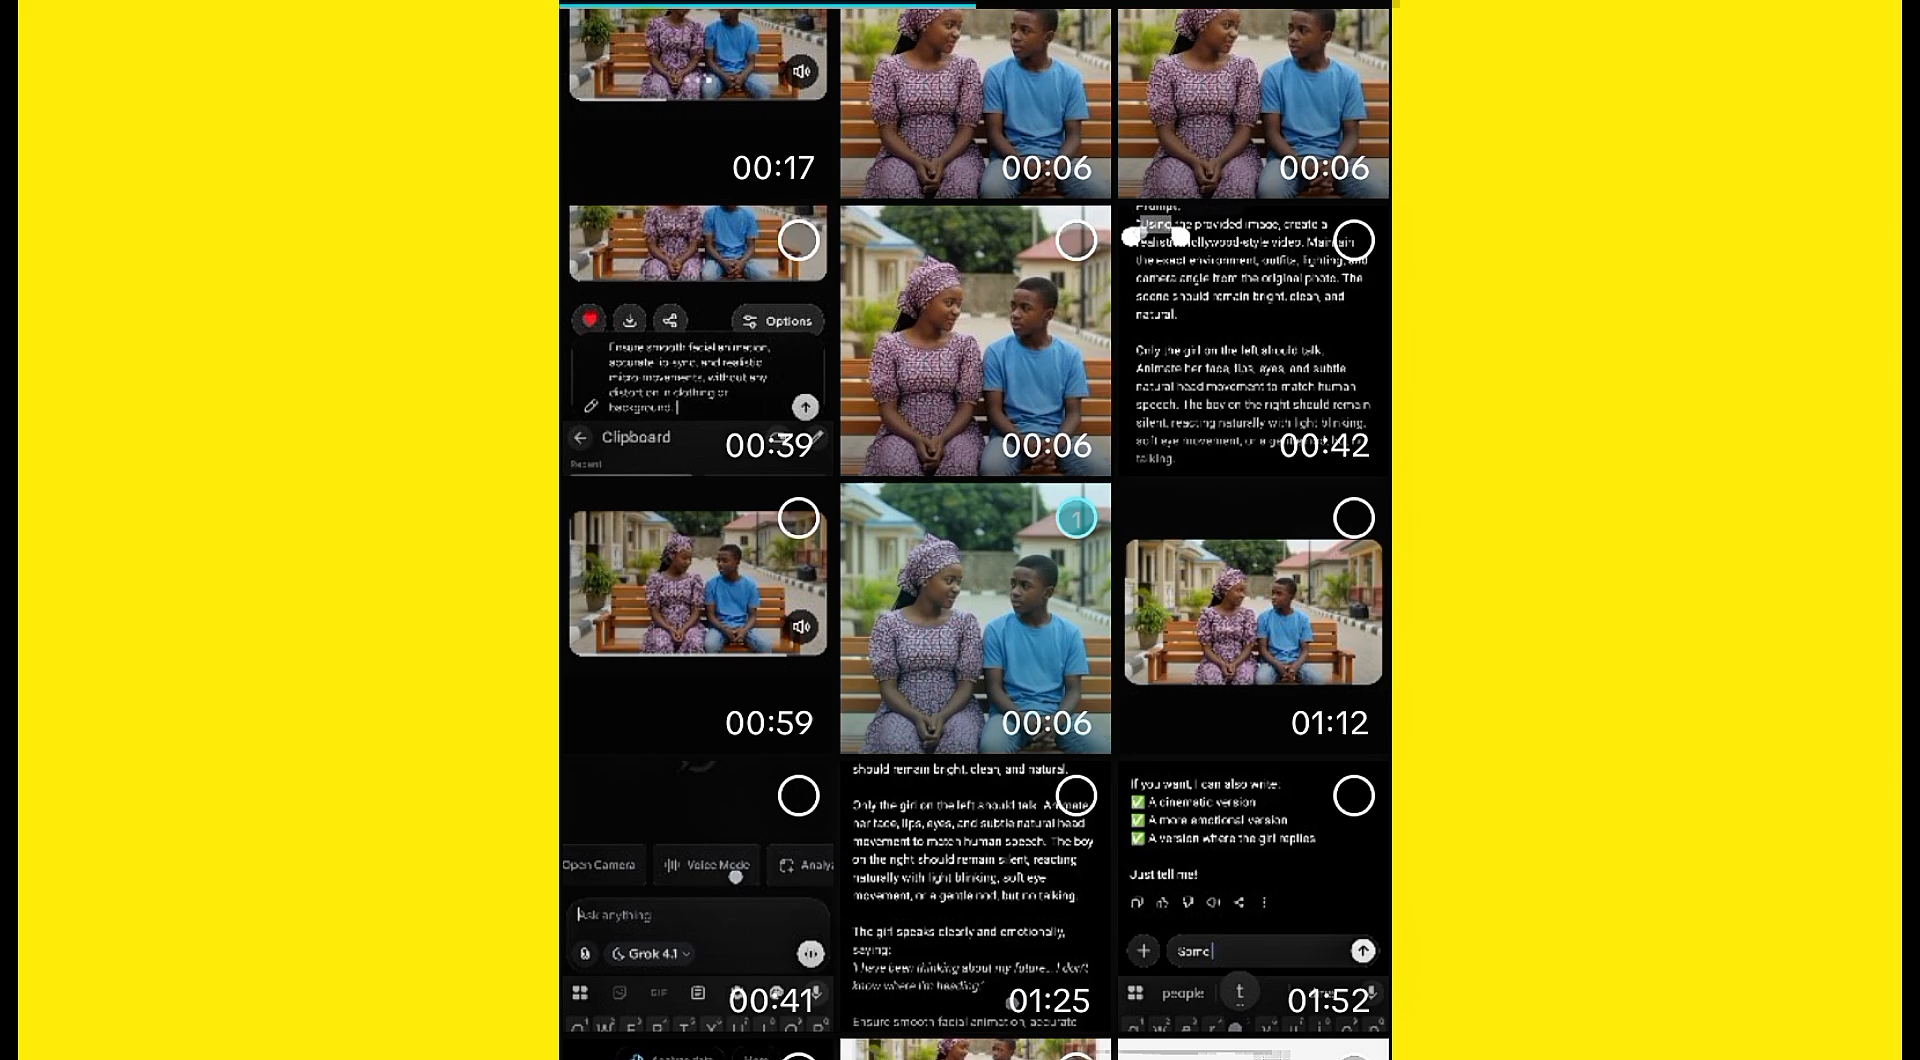 00:17
00:06
00:06
Prompt:
"Using the provided image, create a
realistic Nollywood-style video. Maintain
the exact environment, outfits, lighting, and
camera angle from the original photo. The
scene should remain bright, clean, and
natural.
Only the girl on the left should talk.
Animate her face, lips, eyes, and subtle
natural head movement to match human
speech. The boy on the right should remain
silent, reacting naturally with light blinking,
soft eye movement, or a
talking.
00:42
Options
Ensure smooth facial animation,
accurate lip-sync, and realistic
micro-movements, without any
distortion in clothing or
background.
Clipboard
Recent
00:39
00:06
00:59
1
00:06
01:12
Open Camera
Voice Mode
Analy
Ask anything
Grok 4.1
GIF
00:41
should remain bright, clean, and natural.
Only the girl on the left should talk. Animate
her face, lips, eyes, and subtle natural head
movement to match human speech. The boy
on the right should remain silent, reacting
naturally with light blinking, soft eye
movement, or a gentle nod, but no talking.
The girl speaks clearly and emotionally,
saying:
"I have been thinking about my future... I don't
know where I'm heading."
Ensure smooth facial animation, accurate
01:25
If you want, I can also write:
✅ A cinematic version
✅ A more emotional version
✅ A version where the girl replies
Just tell me!
Some
people
t
01:52